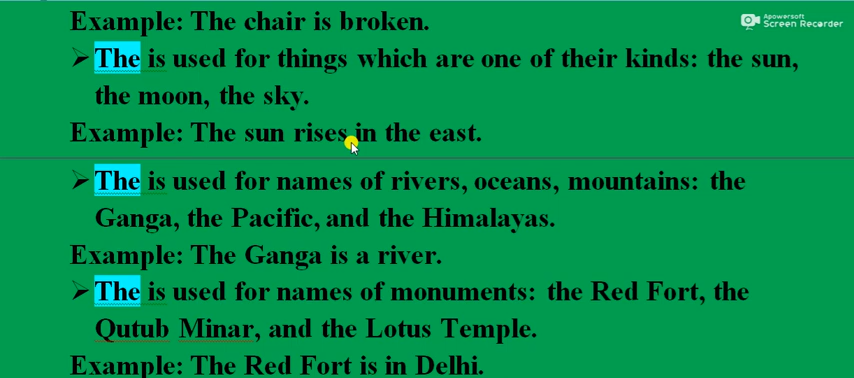 Example: The chair is broken.
Apowersoft
Screen Recorder
➢ The is used for things which are one of their kinds: the sun,
the moon, the sky.
Example: The sun rises in the east.
➢ The is used for names of rivers, oceans, mountains: the
Ganga, the Pacific, and the Himalayas.
Example: The Ganga is a river.
➢ The is used for names of monuments: the Red Fort, the
Qutub Minar, and the Lotus Temple.
Example: The Red Fort is in Delhi.